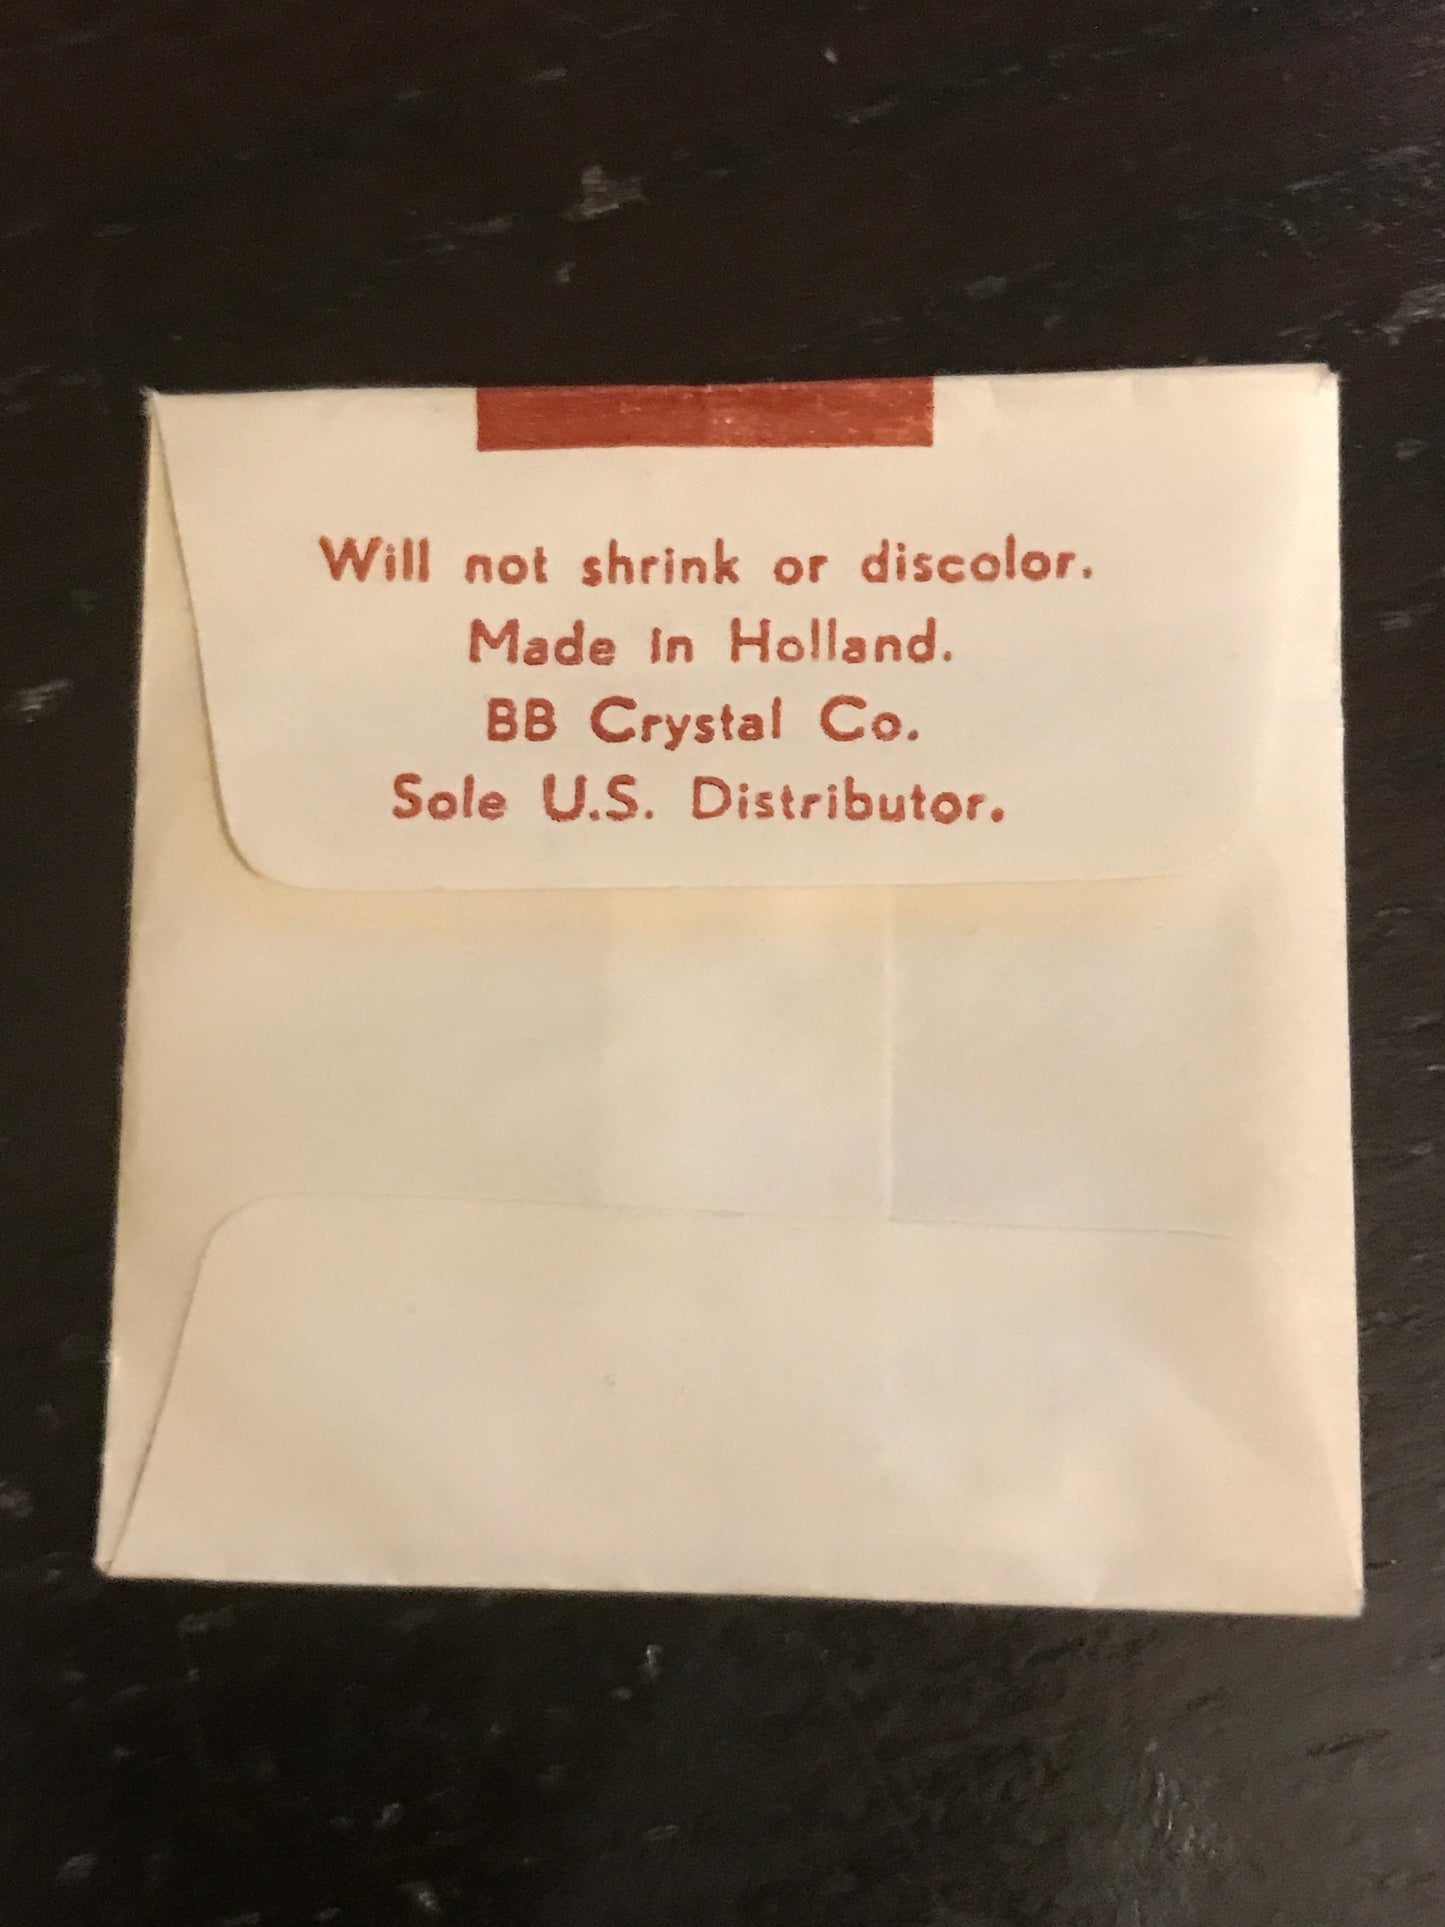 Will not shrink or discolor.
Made in Holland.
BB Crystal Co.
Sole U.S. Distributor.